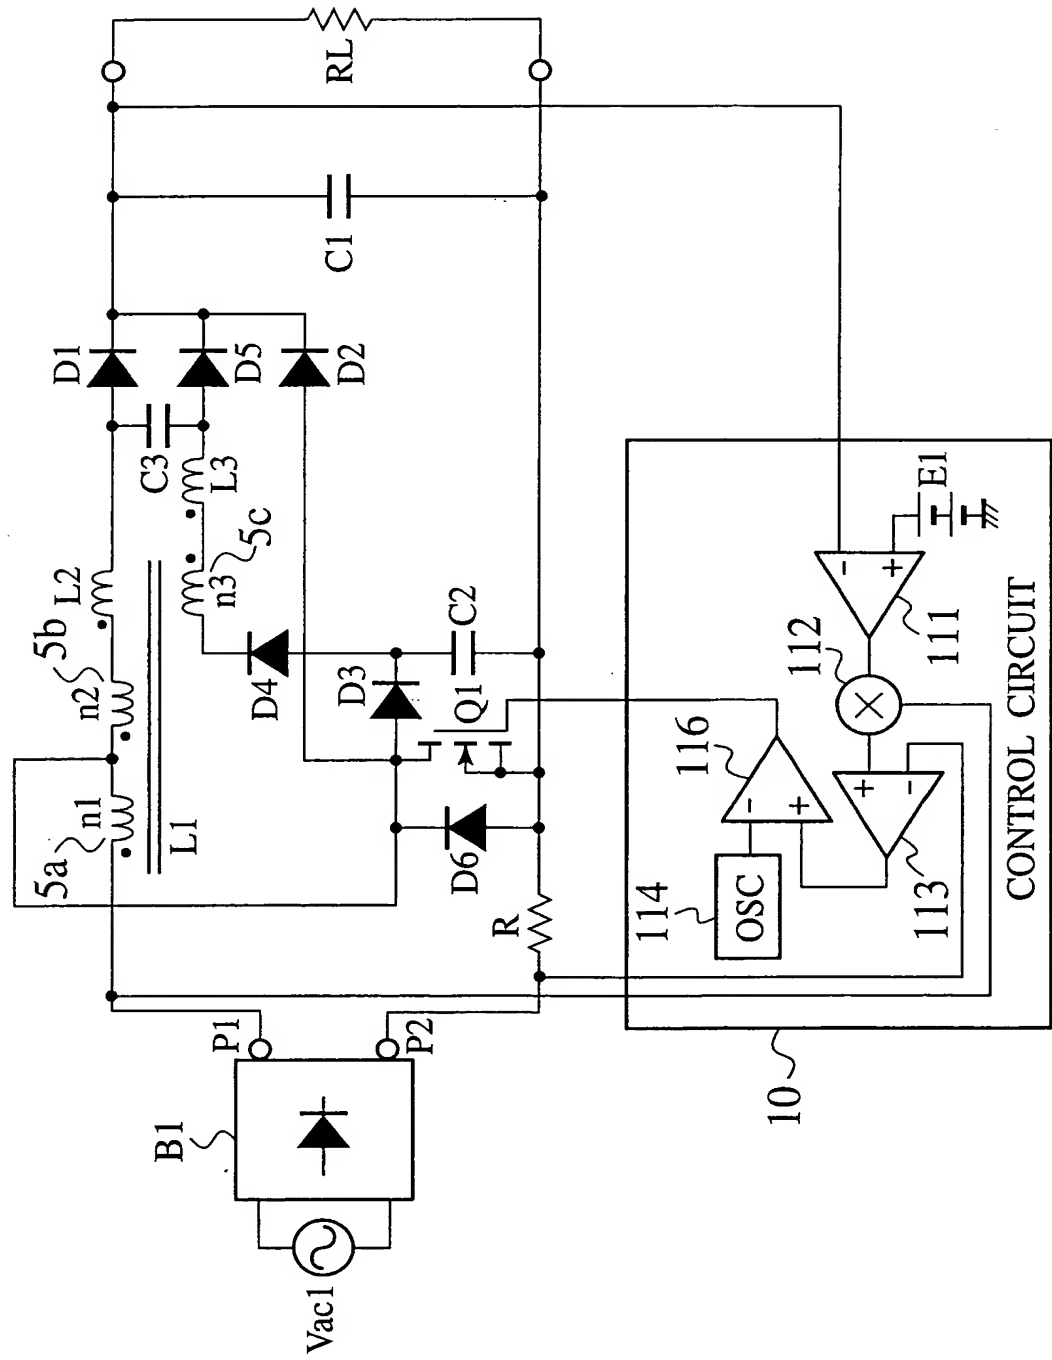 Vac1
B1
P1
P2
5a
n1
L1
n2
5b
L2
D1
C3
D5
L3
n3
5c
D2
D4
D3
C2
Q1
D6
R
C1
RL
10
114
OSC
116
-
+
113
+
-
112
111
-
+
E1
CONTROL CIRCUIT